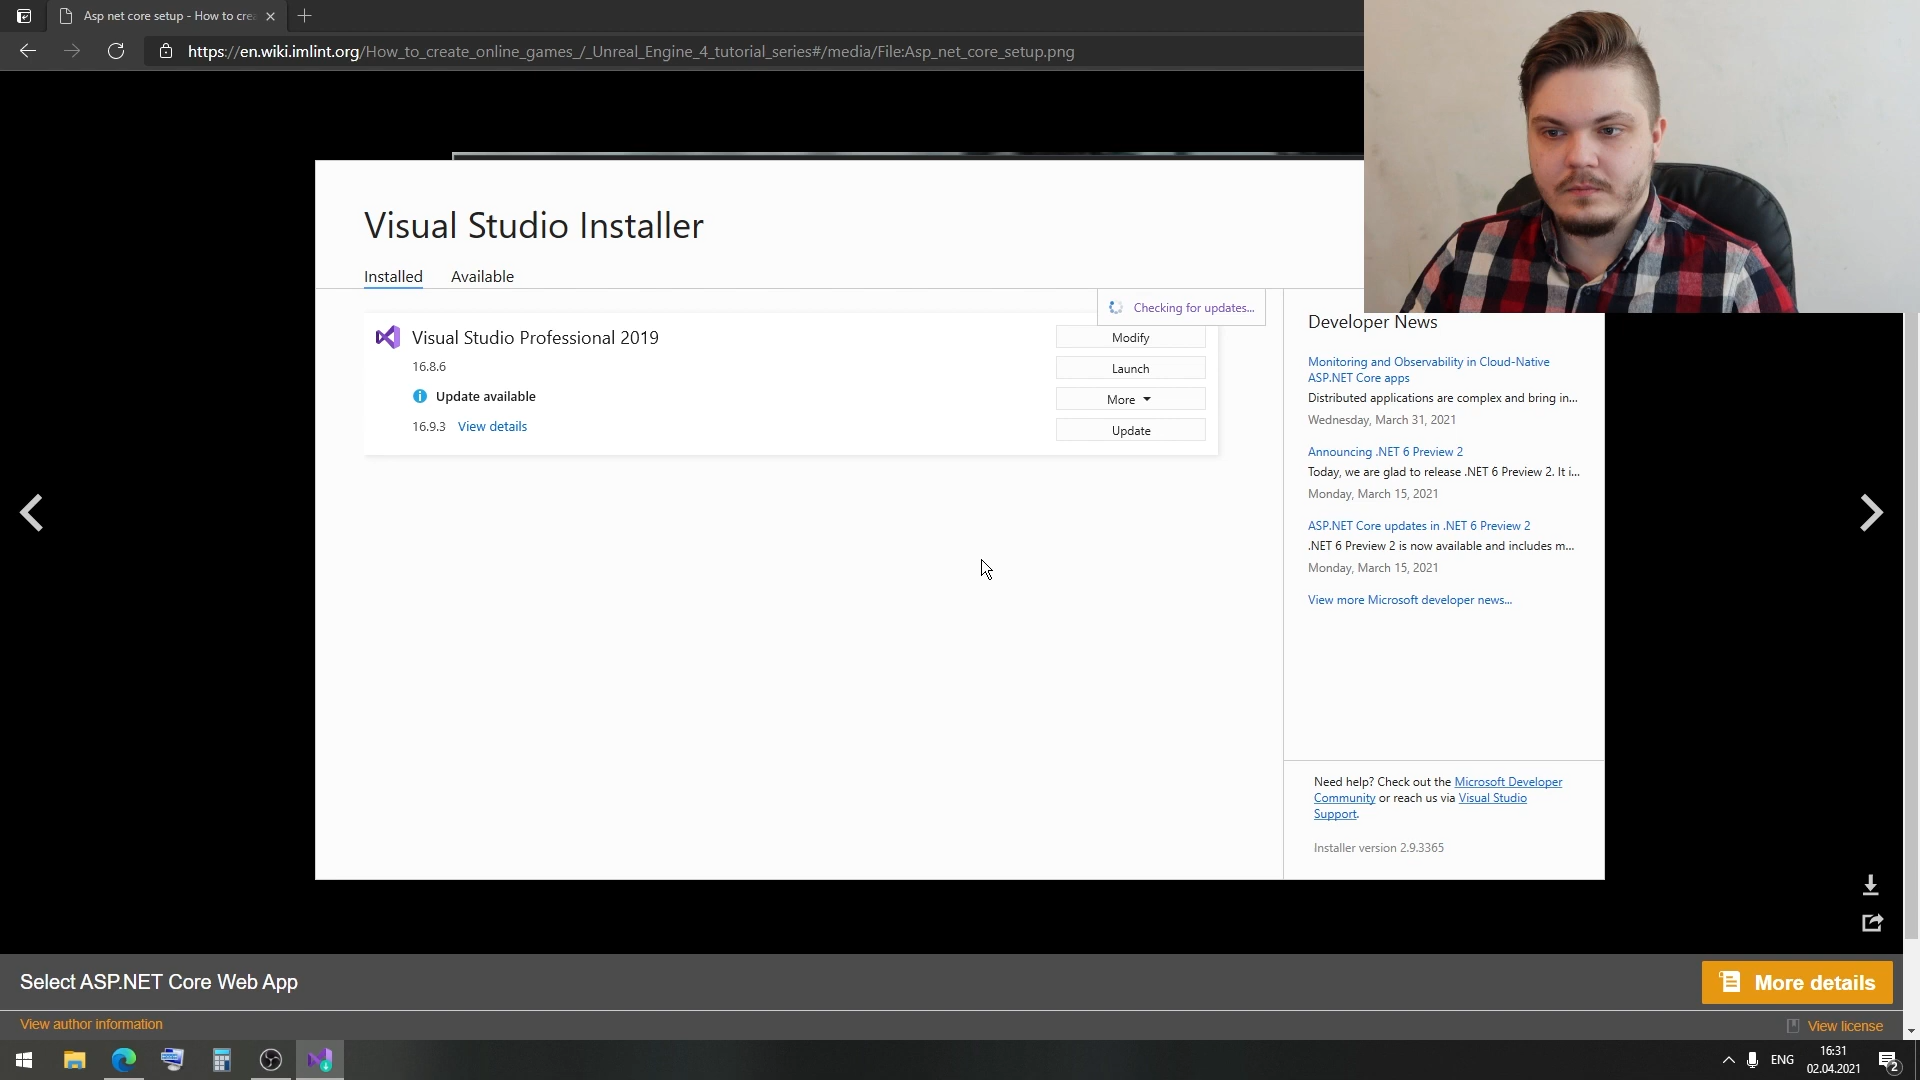 Asp net core setup - How to crea
https://en.wiki.imlint.org/How_to_create_online_games_/_Unreal_Engine_4_tutorial_series#/media/File:Asp_net_core_setup.png
Visual Studio Installer
Installed
Available
Checking for updates...
Visual Studio Professional 2019
16.8.6
Update available
16.9.3 View details
Modify
Launch
More
Update
Developer News
Monitoring and Observability in Cloud-Native
ASP.NET Core apps
Distributed applications are complex and bring in...
Wednesday, March 31, 2021
Announcing .NET 6 Preview 2
Today, we are glad to release .NET 6 Preview 2. It i...
Monday, March 15, 2021
ASP.NET Core updates in .NET 6 Preview 2
.NET 6 Preview 2 is now available and includes m...
Monday, March 15, 2021
View more Microsoft developer news...
Need help? Check out the Microsoft Developer
Community or reach us via Visual Studio
Support.
Installer version 2.9.3365
Select ASP.NET Core Web App
More details
View author information
View license
ENG
16:31
02.04.2021
2